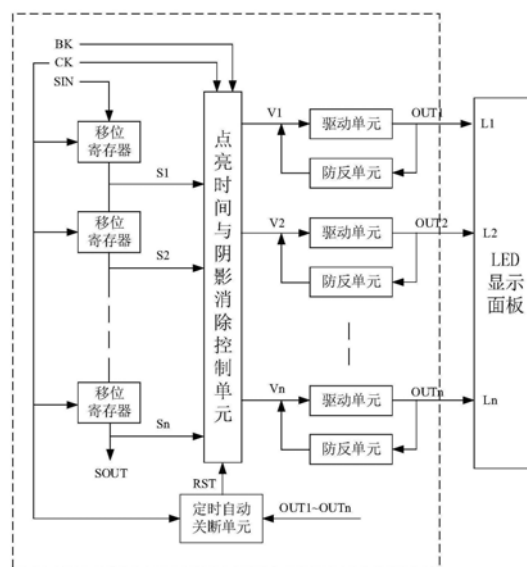 BK
CK
SIN
移位
寄存器
S1
移位
寄存器
S2
移位
寄存器
Sn
SOUT
点亮时间与阴影消除控制单元
RST
定时自动
关断单元
OUT1~OUTn
V1
驱动单元
OUT1
防反单元
V2
驱动单元
OUT2
防反单元
Vn
驱动单元
OUTn
防反单元
L1
L2
LED
显示
面板
Ln